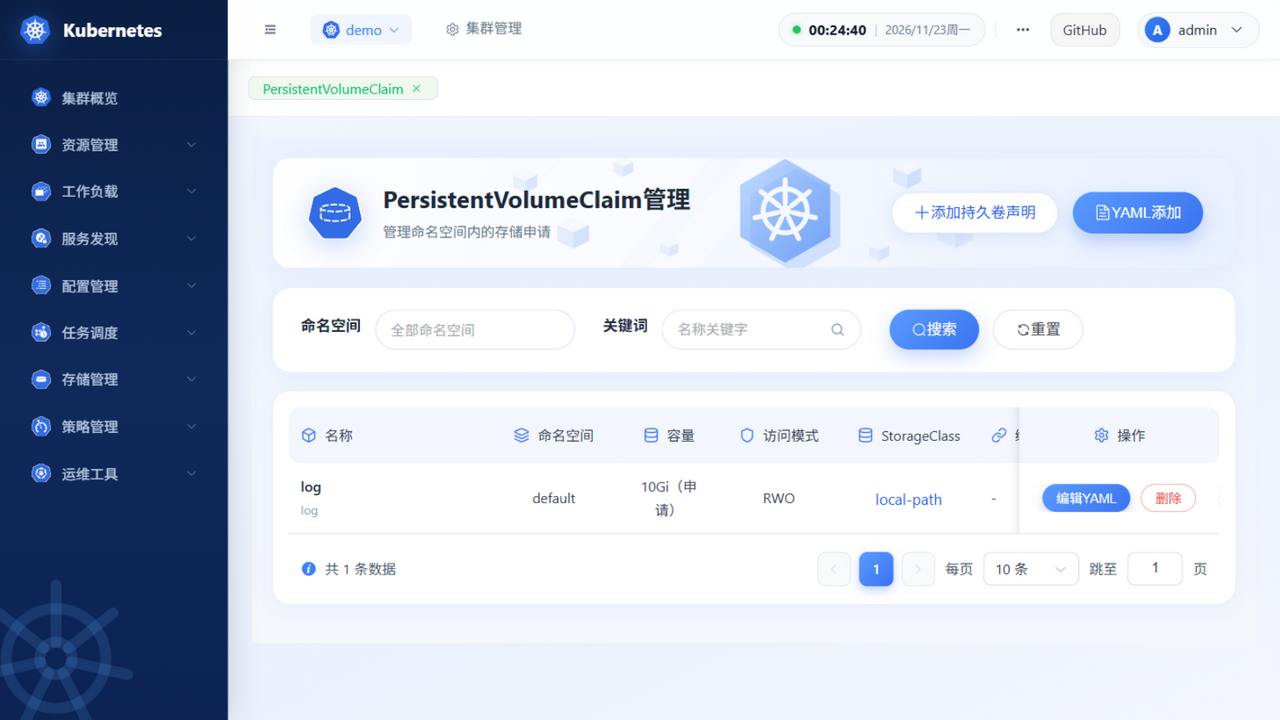 Kubernetes
demo
集群管理
00:24:40
2026/11/23周一
GitHub
A
admin
集群概览
资源管理
工作负载
服务发现
配置管理
任务调度
存储管理
策略管理
运维工具
PersistentVolumeClaim
PersistentVolumeClaim管理
管理命名空间内的存储申请
添加持久卷声明
YAML添加
命名空间
全部命名空间
关键词
名称关键字
搜索
重置
名称
命名空间
容量
访问模式
StorageClass
操作
log
log
default
10Gi（申
请）
RWO
local-path
-
编辑YAML
删除
共 1 条数据
1
每页
10 条
跳至
1
页